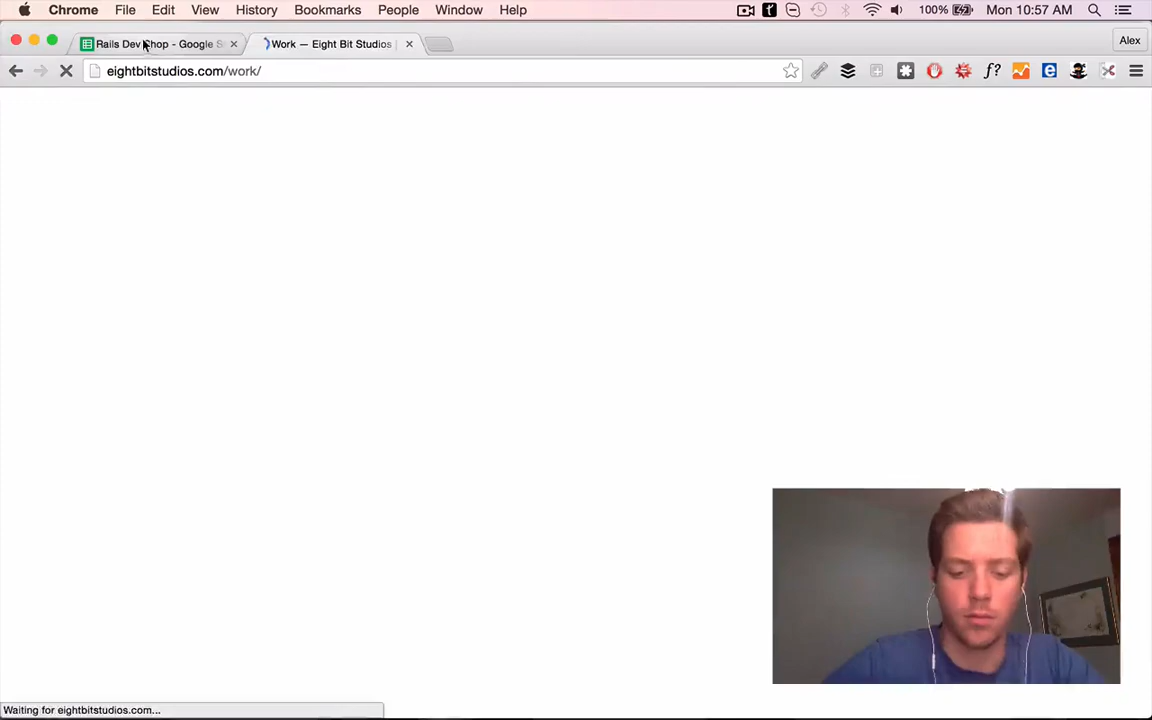 Chrome File Edit View History Bookmarks People Window Help 100% Mon 10:57 AM
Rails Dev Shop - Google S Work — Eight Bit Studios Alex
eightbitstudios.com/work/ f?
Waiting for eightbitstudios.com...